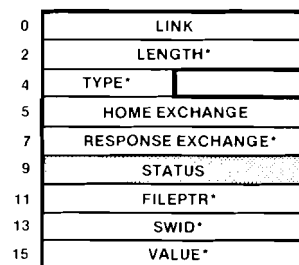 0 LINK
2 LENGTH*
4 TYPE*
5 HOME EXCHANGE
7 RESPONSE EXCHANGE*
9 STATUS
11 FILEPTR*
13 SWID*
15 VALUE*